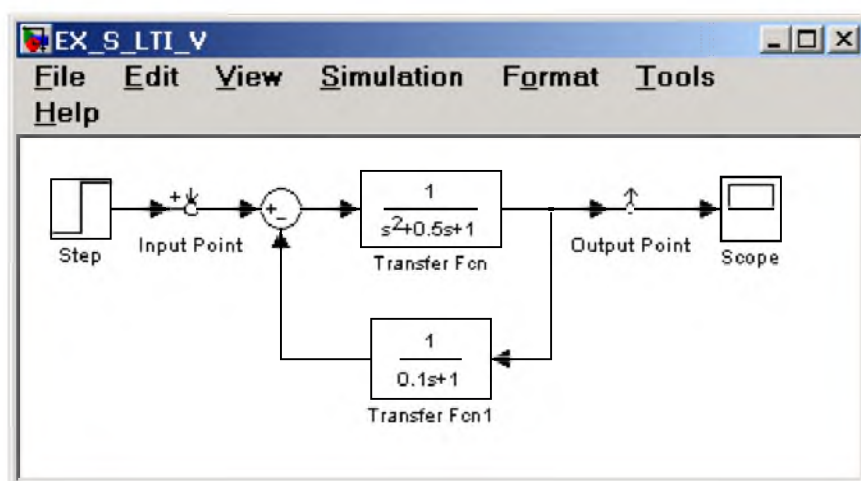 EX_S_LTI_V
File Edit View Simulation Format Tools
Help
Step
Input Point
+
+
-
1
s²+0.5s+1
Transfer Fcn
Output Point
Scope
1
0.1s+1
Transfer Fcn1